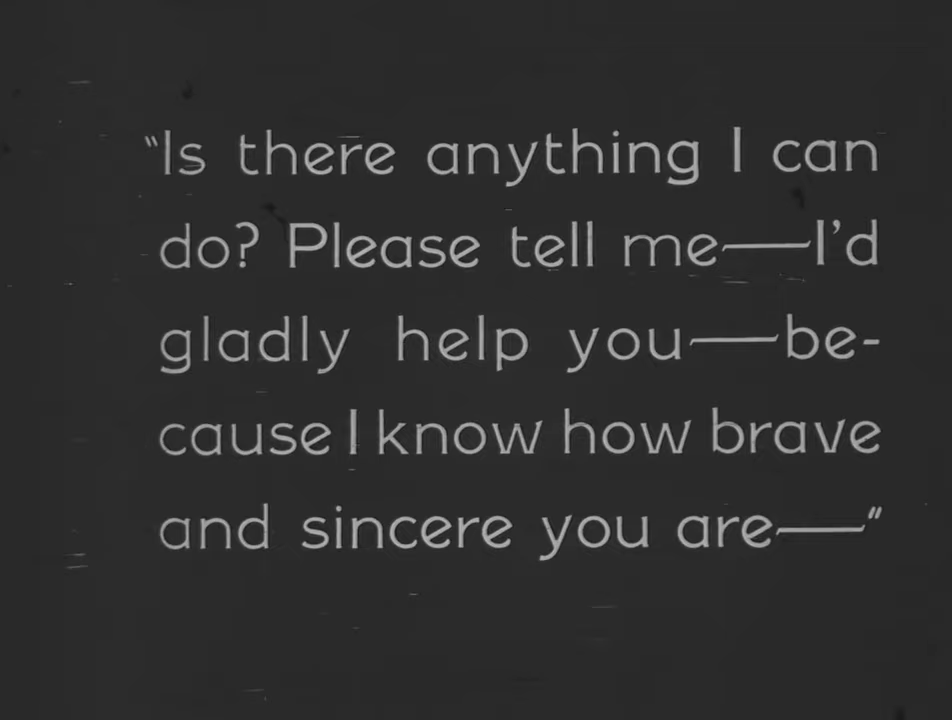 "Is there anything I can
do? Please tell me—I'd
gladly help you—be-
cause I know how brave
and sincere you are—"